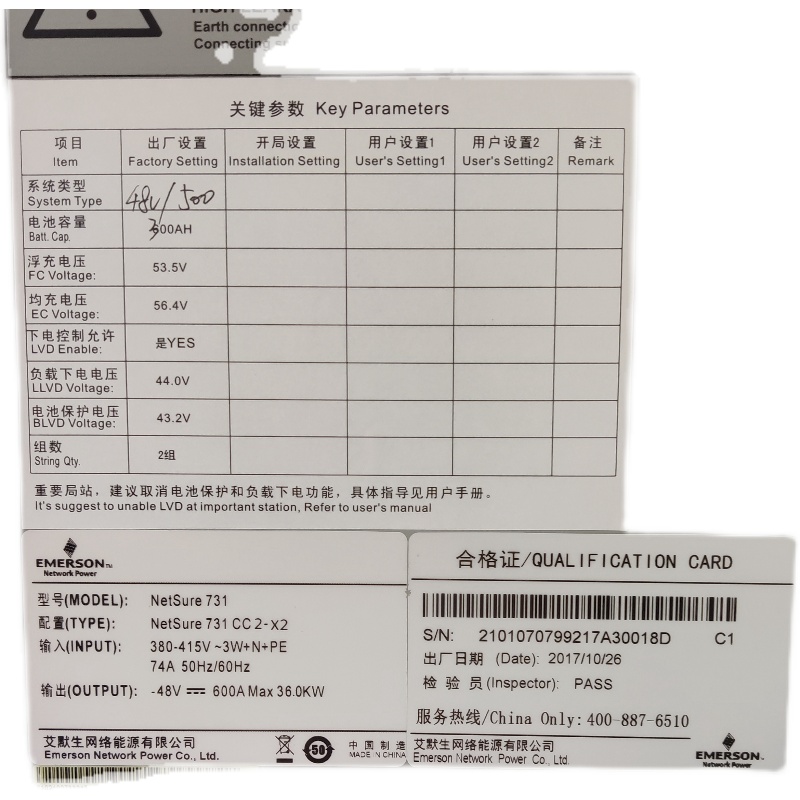 Earth connectio
Connecting
关键参数 Key Parameters
项目 出厂设置 开局设置 用户设置1 用户设置2 备注
Item Factory Setting Installation Setting User's Setting1 User's Setting2 Remark
系统类型
System Type 48V/500
电池容量
Batt. Cap. 300AH
浮充电压
FC Voltage: 53.5V
均充电压
EC Voltage: 56.4V
下电控制允许
LVD Enable: 是YES
负载下电电压
LLVD Voltage: 44.0V
电池保护电压
BLVD Voltage: 43.2V
组数
String Qty. 2组
重要局站，建议取消电池保护和负载下电功能，具体指导见用户手册。
It's suggest to unable LVD at important station, Refer to user's manual
EMERSON™
Network Power
型号(MODEL): NetSure 731
配置(TYPE): NetSure 731 CC2-X2
输入(INPUT): 380-415V ~3W+N+PE
74A 50Hz/60Hz
输出(OUTPUT): -48V 600A Max 36.0KW
艾默生网络能源有限公司
Emerson Network Power Co., Ltd.
50
中国制造
MADE IN CHINA
合格证/QUALIFICATION CARD
S/N: 2101070799217A30018D C1
出厂日期 (Date): 2017/10/26
检 验 员(Inspector): PASS
服务热线/China Only: 400-887-6510
艾默生网络能源有限公司
Emerson Network Power Co., Ltd.
EMERSON™
Network Power